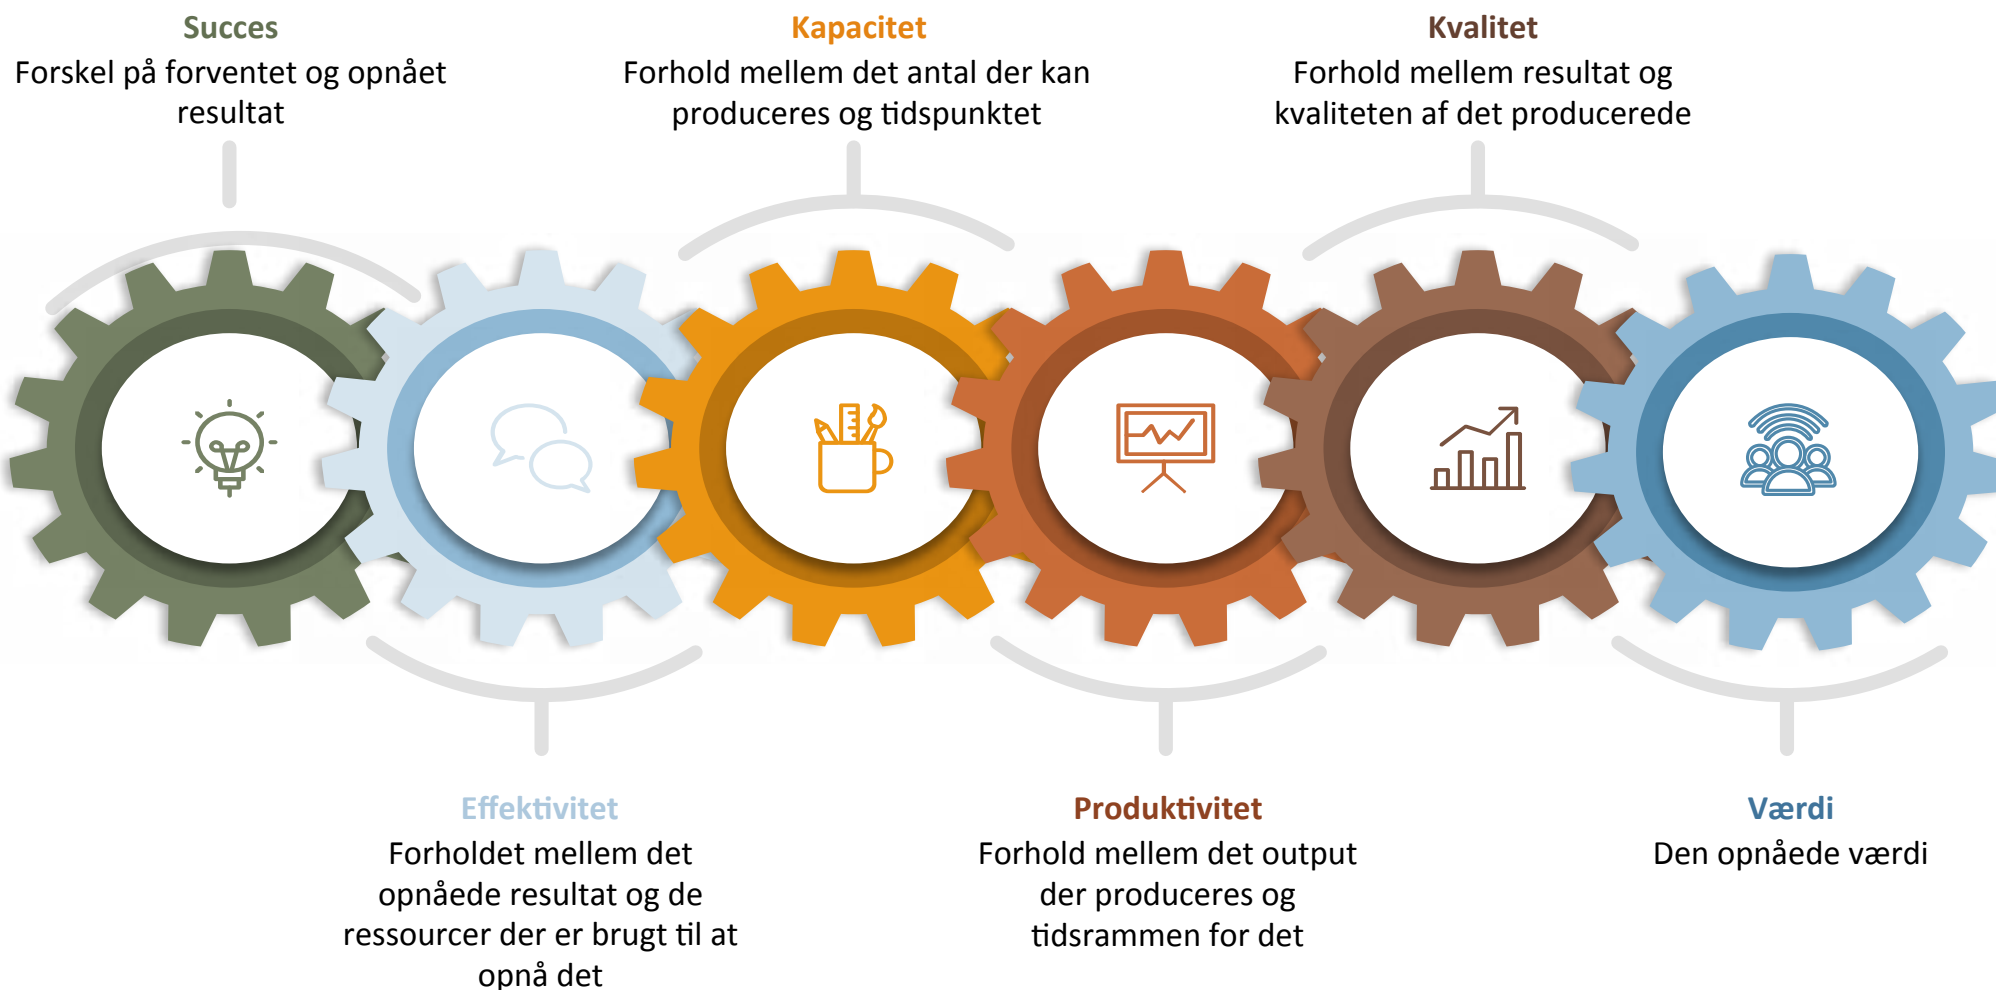 Succes
Forskel på forventet og opnået
resultat
Kapacitet
Forhold mellem det antal der kan
produceres og tidspunktet
Kvalitet
Forhold mellem resultat og
kvaliteten af det producerede
Effektivitet
Forholdet mellem det
opnåede resultat og de
ressourcer der er brugt til at
opnå det
Produktivitet
Forhold mellem det output
der produceres og
tidsrammen for det
Værdi
Den opnåede værdi